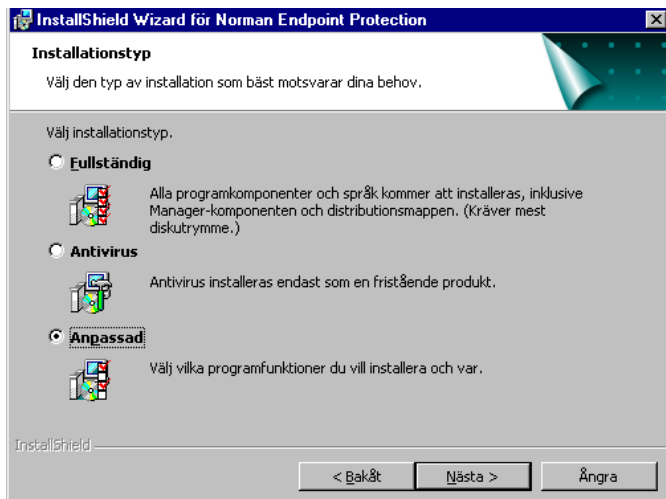 InstallShield Wizard för Norman Endpoint Protection
Installationstyp
Välj den typ av installation som bäst motsvarar dina behov.
Välj installationstyp.
Fullständig
Alla programkomponenter och språk kommer att installeras, inklusive
Manager-komponenten och distributionsmappen. (Kräver mest
diskutrymme.)
Antivirus
Antivirus installeras endast som en fristående produkt.
Anpassad
Välj vilka programfunktioner du vill installera och var.
InstallShield
< Bakåt
Nästa >
Ångra